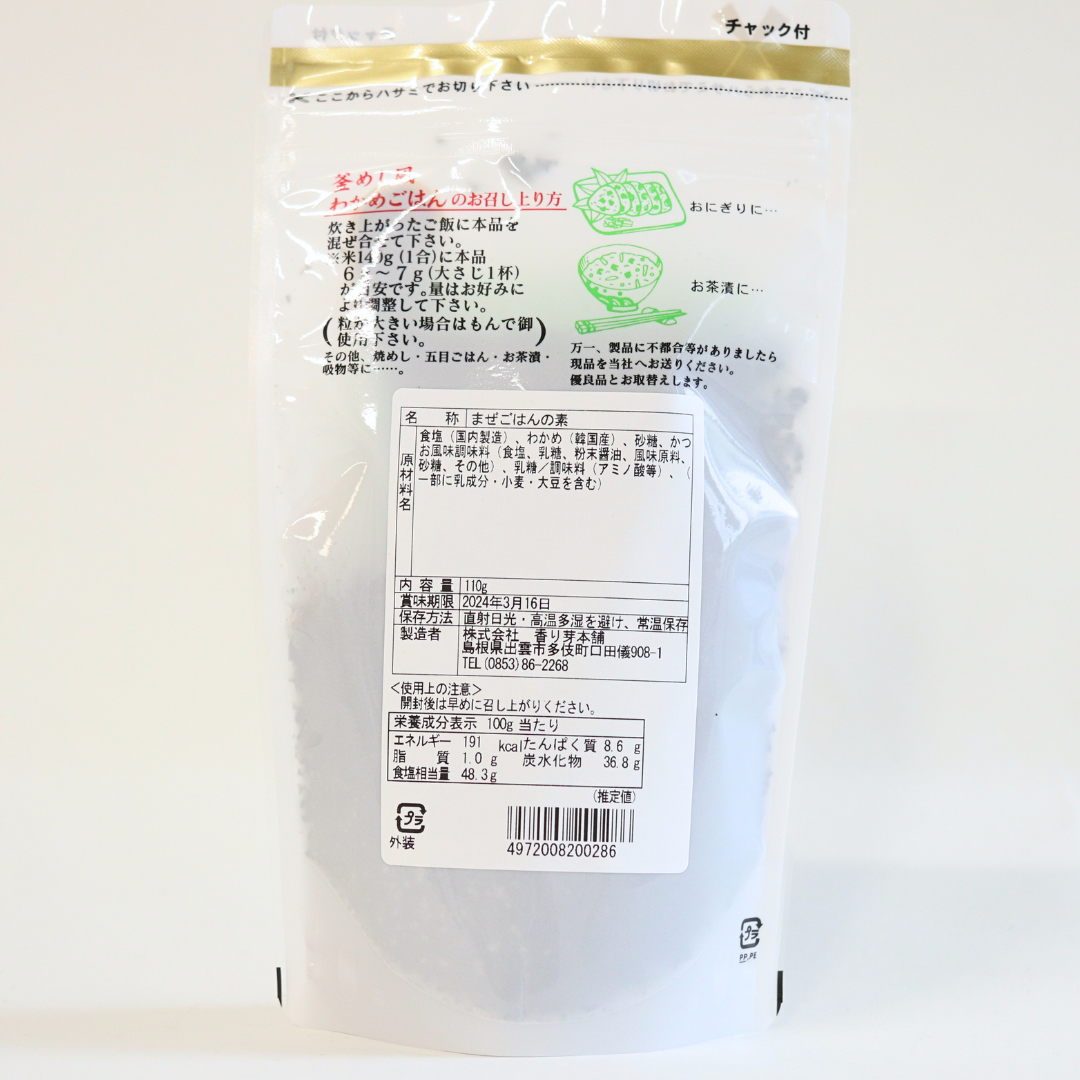 チャック付
ここからハサミでお切り下さい
釜めし風
わかめごはんのお召し上り方
炊き上がったご飯に本品を
混ぜ合せて下さい。
※米140g(1合)に本品
6g～7g(大さじ1杯)
が目安です。量はお好みに
より調整して下さい。
(粒が大きい場合はもんで御
使用下さい。)
その他、焼めし・五目ごはん・お茶漬・
吸物等に……。
おにぎりに…
お茶漬に…
万一、製品に不都合等がありましたら
現品を当社へお送りください。
優良品とお取替えします。
名 称 まぜごはんの素
原材料名 食塩（国内製造）、わかめ（韓国産）、砂糖、かつ
お風味調味料（食塩、乳糖、粉末醤油、風味原料、
砂糖、その他）、乳糖／調味料（アミノ酸等）、（
一部に乳成分・小麦・大豆を含む）
内容量 110g
賞味期限 2024年3月16日
保存方法 直射日光・高温多湿を避け、常温保存
製造者 株式会社 香り芽本舗
島根県出雲市多伎町口田儀908-1
TEL(0853)86-2268
＜使用上の注意＞
開封後は早めに召し上がりください。
栄養成分表示 100g当たり
エネルギー 191 kcal たんぱく質 8.6 g
脂 質 1.0 g 炭水化物 36.8 g
食塩相当量 48.3g
（推定値）
プラ
外装
4972008200286
プラ
PP,PE